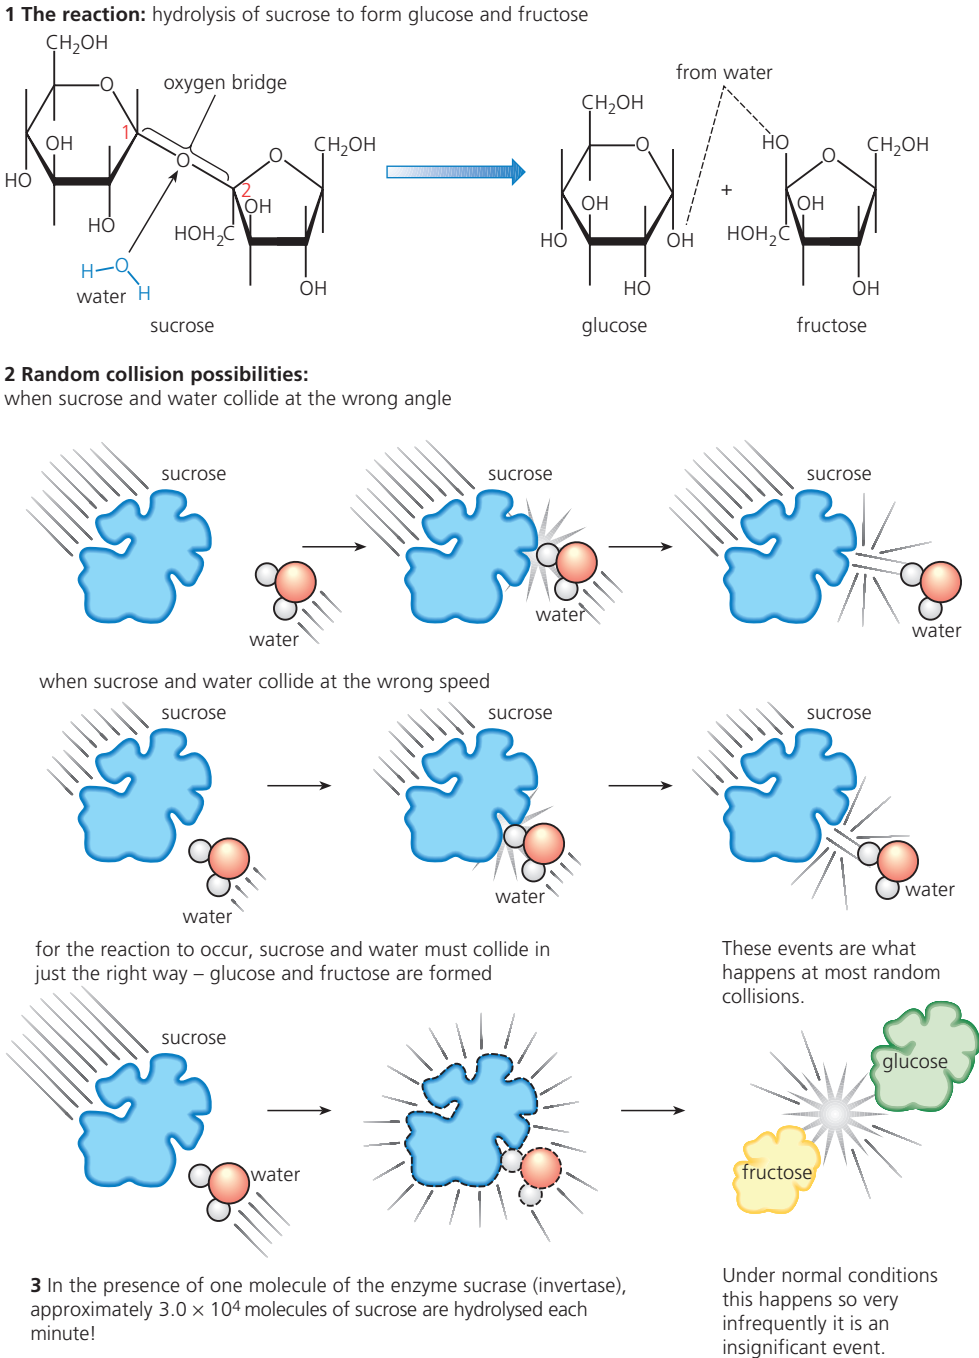 1 The reaction: hydrolysis of sucrose to form glucose and fructose
CH₂OH
O
oxygen bridge
1
OH
HO
HO
O
O
2
CH₂OH
OH
HOH₂C
OH
H
O
H
water
sucrose
from water
CH₂OH
O
OH
HO
OH
HO
glucose
+
HO
O
CH₂OH
OH
HOH₂C
OH
fructose
2 Random collision possibilities:
when sucrose and water collide at the wrong angle
sucrose
water
sucrose
water
sucrose
water
when sucrose and water collide at the wrong speed
sucrose
water
sucrose
water
sucrose
water
for the reaction to occur, sucrose and water must collide in
just the right way – glucose and fructose are formed
These events are what
happens at most random
collisions.
sucrose
water
glucose
fructose
3 In the presence of one molecule of the enzyme sucrase (invertase),
approximately 3.0 × 10⁴ molecules of sucrose are hydrolysed each
minute!
Under normal conditions
this happens so very
infrequently it is an
insignificant event.